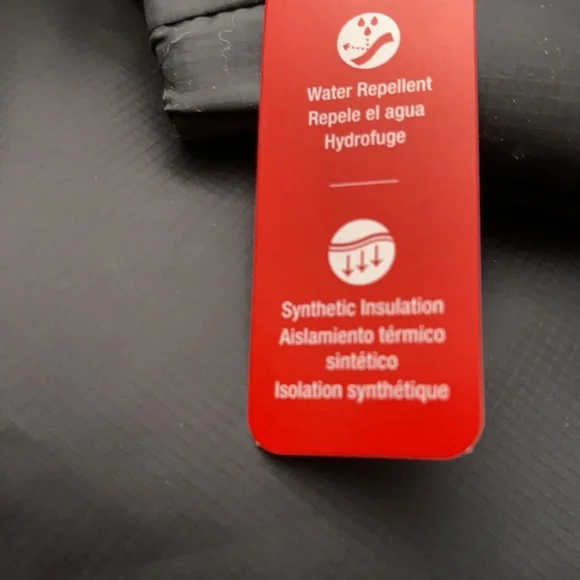 Water Repellent
Repele el agua
Hydrofuge
Synthetic Insulation
Aislamiento térmico
sintético
Isolation synthétique